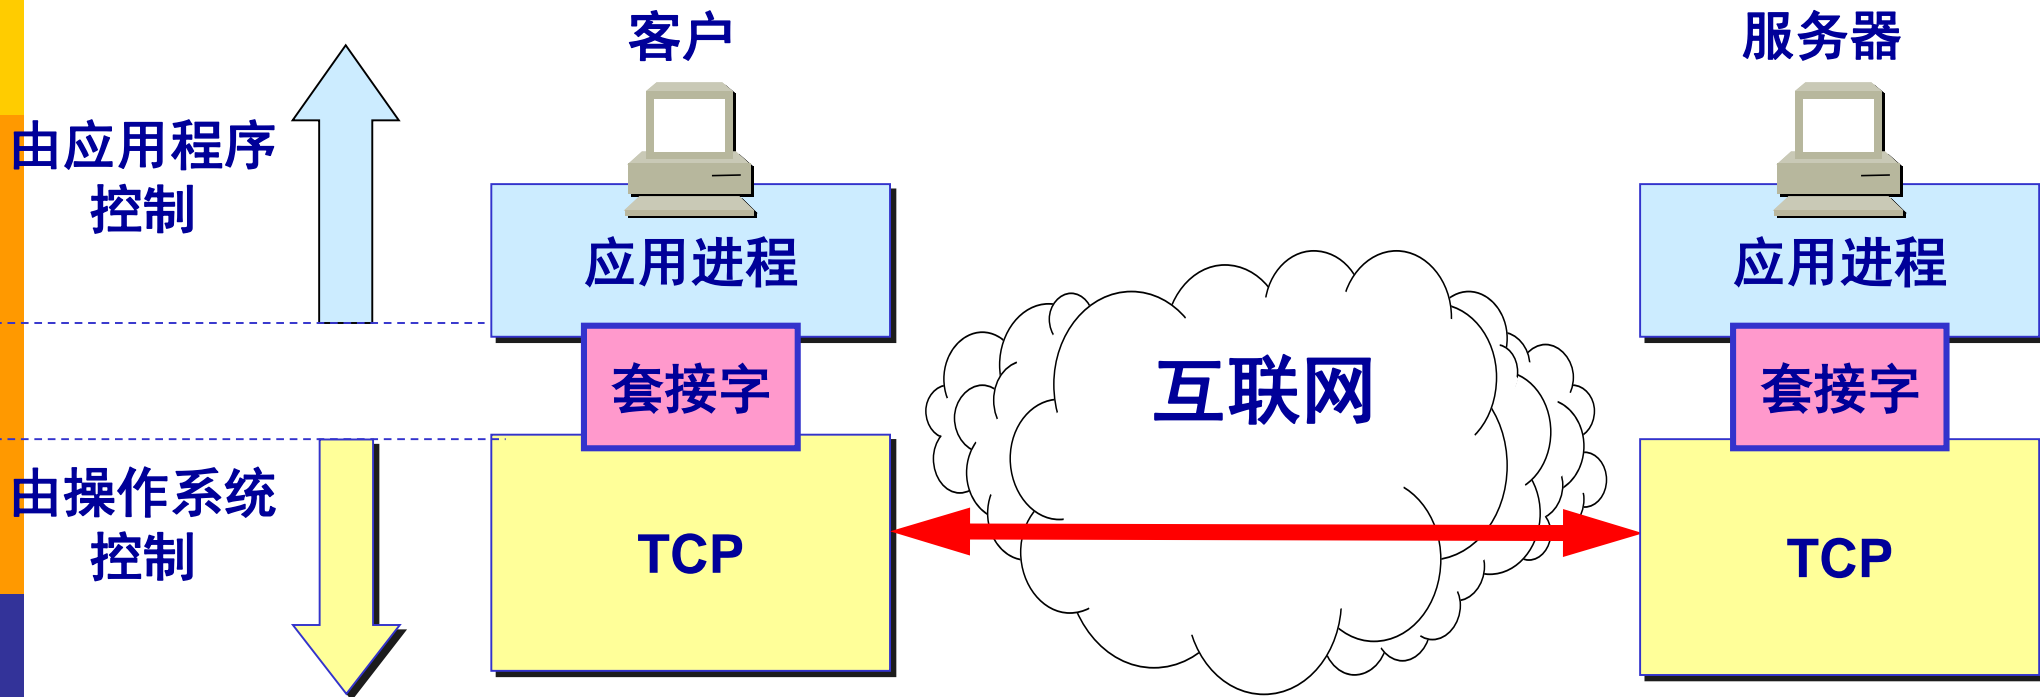 客户
服务器
由应用程序
控制
应用进程
应用进程
套接字
互联网
套接字
由操作系统
控制
TCP
TCP